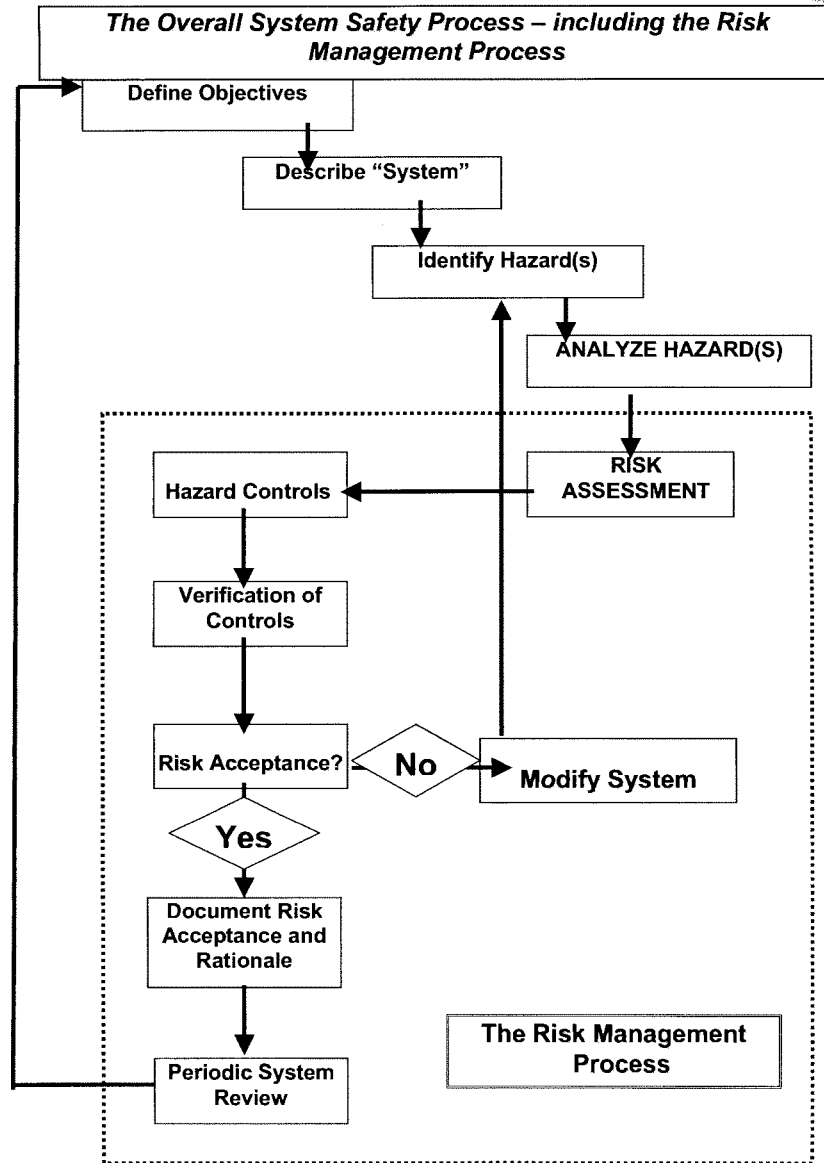 The Overall System Safety Process – including the Risk
Management Process
Define Objectives
Describe “System”
Identify Hazard(s)
ANALYZE HAZARD(S)
RISK
ASSESSMENT
Hazard Controls
Verification of
Controls
Risk Acceptance?
No
Modify System
Yes
Document Risk
Acceptance and
Rationale
The Risk Management
Process
Periodic System
Review